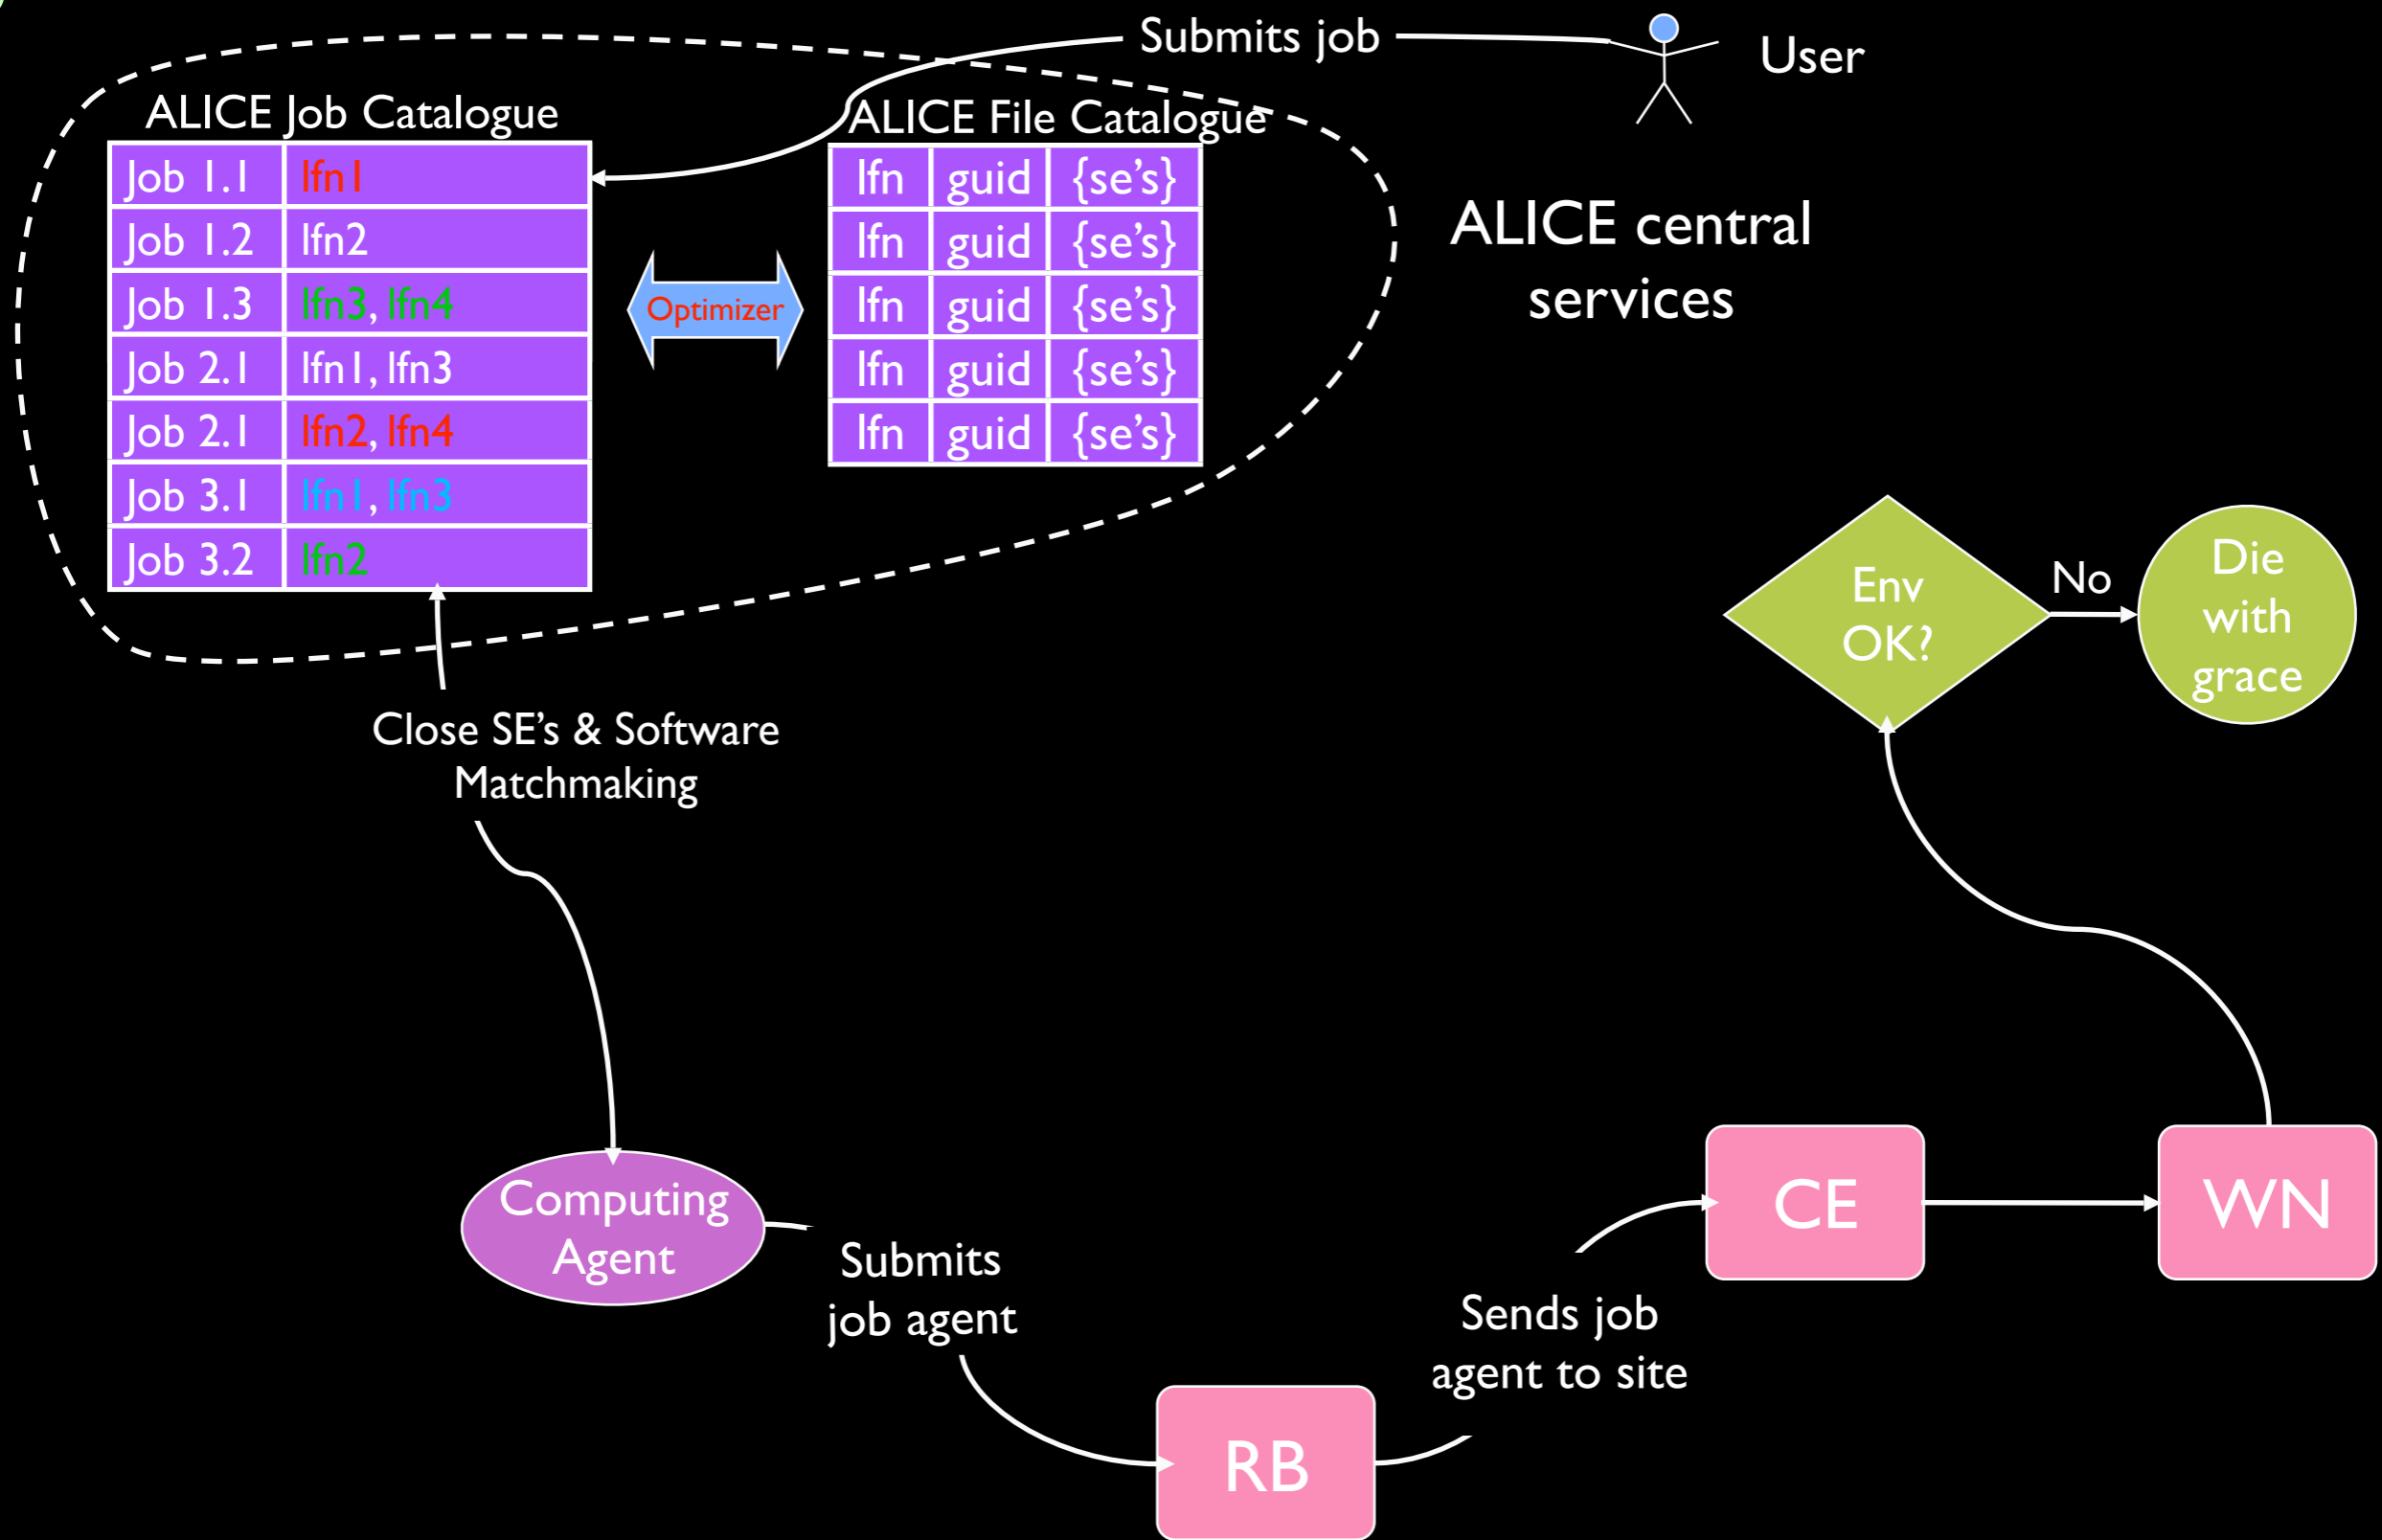 Submits job
User
ALICE Job Catalogue
ALICE File Catalogue
Job 1.1 lfn1
Job 1.2 lfn2
Job 1.3 lfn3, lfn4
Job 2.1 lfn1, lfn3
Job 2.1 lfn2, lfn4
Job 3.1 lfn1, lfn3
Job 3.2 lfn2
Optimizer
lfn guid {se’s}
lfn guid {se’s}
lfn guid {se’s}
lfn guid {se’s}
lfn guid {se’s}
ALICE central
services
Env
OK?
No
Die
with
grace
Close SE’s & Software
Matchmaking
Computing
Agent
Submits
job agent
RB
Sends job
agent to site
CE
WN